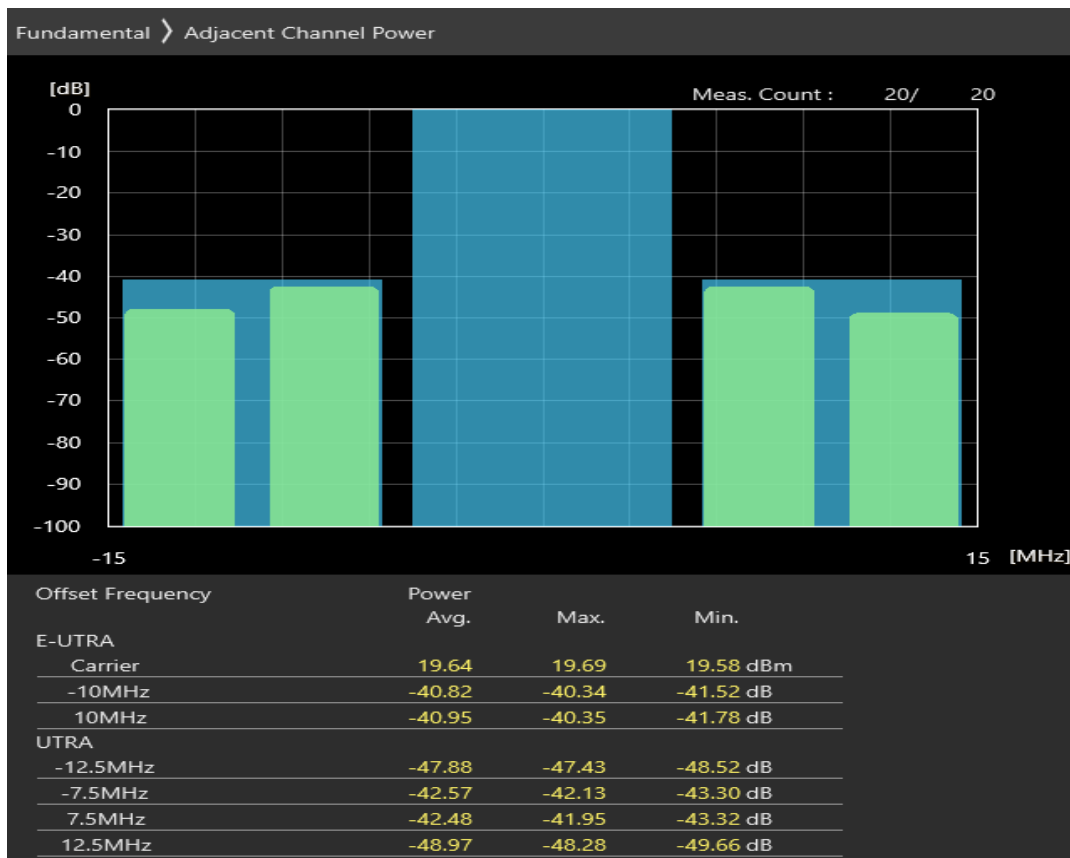 Fundamental 〉 Adjacent Channel Power
[dB]
Meas. Count : 20/ 20
0
-10
-20
-30
-40
-50
-60
-70
-80
-90
-100
-15 15 [MHz]
Offset Frequency Power
Avg. Max. Min.
E-UTRA
Carrier 19.64 19.69 19.58 dBm
-10MHz -40.82 -40.34 -41.52 dB
10MHz -40.95 -40.35 -41.78 dB
UTRA
-12.5MHz -47.88 -47.43 -48.52 dB
-7.5MHz -42.57 -42.13 -43.30 dB
7.5MHz -42.48 -41.95 -43.32 dB
12.5MHz -48.97 -48.28 -49.66 dB